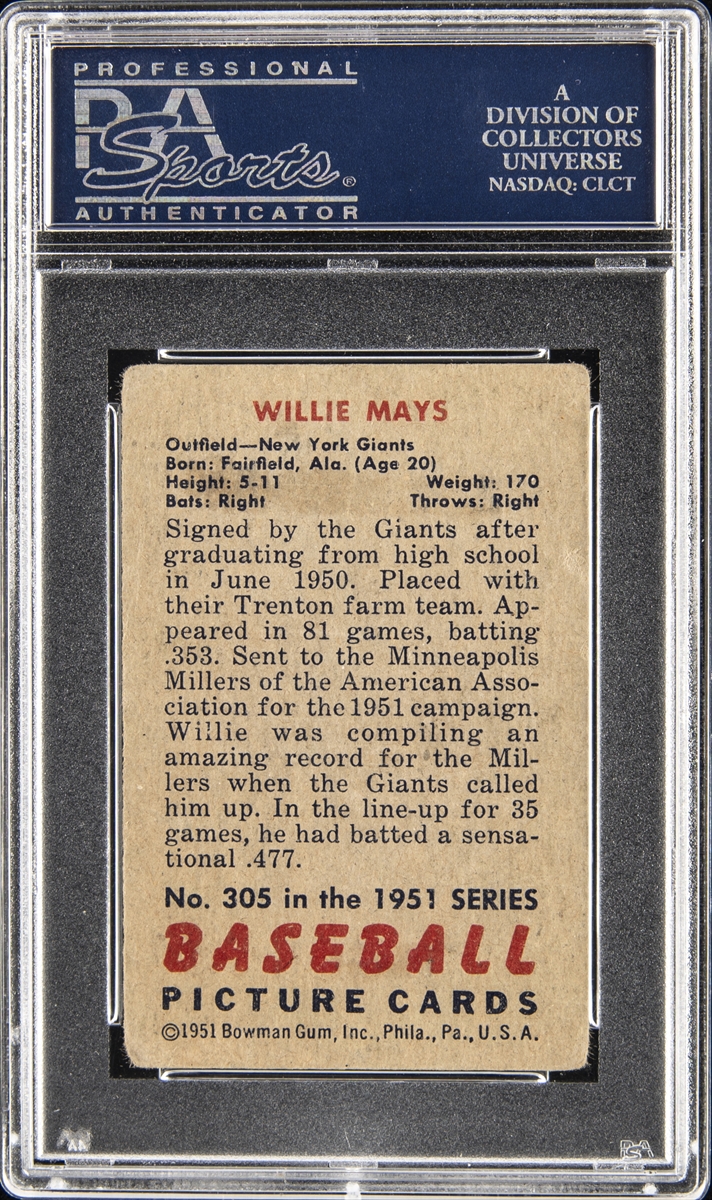 PROFESSIONAL
PSA
Sports®
AUTHENTICATOR
A
DIVISION OF
COLLECTORS
UNIVERSE
NASDAQ: CLCT
WILLIE MAYS
Outfield—New York Giants
Born: Fairfield, Ala. (Age 20)
Height: 5-11 Weight: 170
Bats: Right Throws: Right
Signed by the Giants after
graduating from high school
in June 1950. Placed with
their Trenton farm team. Ap-
peared in 81 games, batting
.353. Sent to the Minneapolis
Millers of the American Asso-
ciation for the 1951 campaign.
Willie was compiling an
amazing record for the Mil-
lers when the Giants called
him up. In the line-up for 35
games, he had batted a sensa-
tional .477.
No. 305 in the 1951 SERIES
BASEBALL
PICTURE CARDS
©1951 Bowman Gum, Inc., Phila., Pa., U.S.A.
PSA